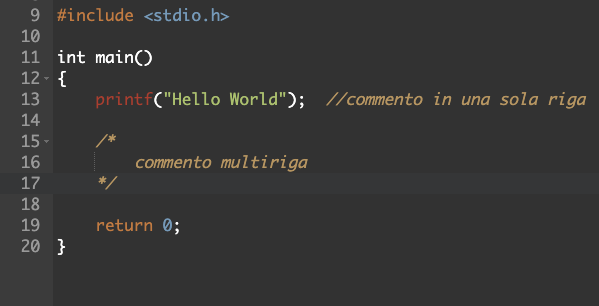 9 #include <stdio.h>
10
11 int main()
12 {
13     printf("Hello World");  //commento in una sola riga
14
15     /*
16         commento multiriga
17     */
18
19     return 0;
20 }